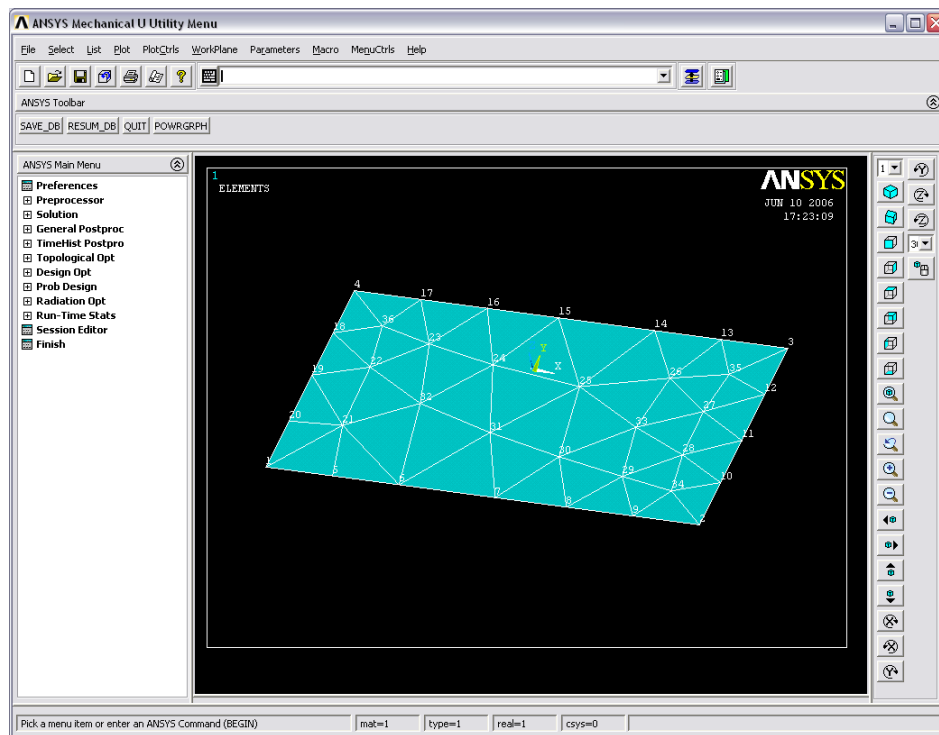 ANSYS Mechanical U Utility Menu
File Select List Plot PlotCtrls WorkPlane Parameters Macro MenuCtrls Help
ANSYS Toolbar
SAVE_DB RESUM_DB QUIT POWRGRPH
ANSYS Main Menu
Preferences
Preprocessor
Solution
General Postproc
TimeHist Postpro
Topological Opt
Design Opt
Prob Design
Radiation Opt
Run-Time Stats
Session Editor
Finish
1
ELEMENTS
ANSYS
JUN 10 2006
17:23:09
4 17 16 15 14 13 3
18 36 23 24 Y X 26 35 12
19 22 25
20 21 32 31 33 27 11
1 5 6 7 30 29 28 10
8 9 34 2
1
Pick a menu item or enter an ANSYS Command (BEGIN) mat=1 type=1 real=1 csys=0